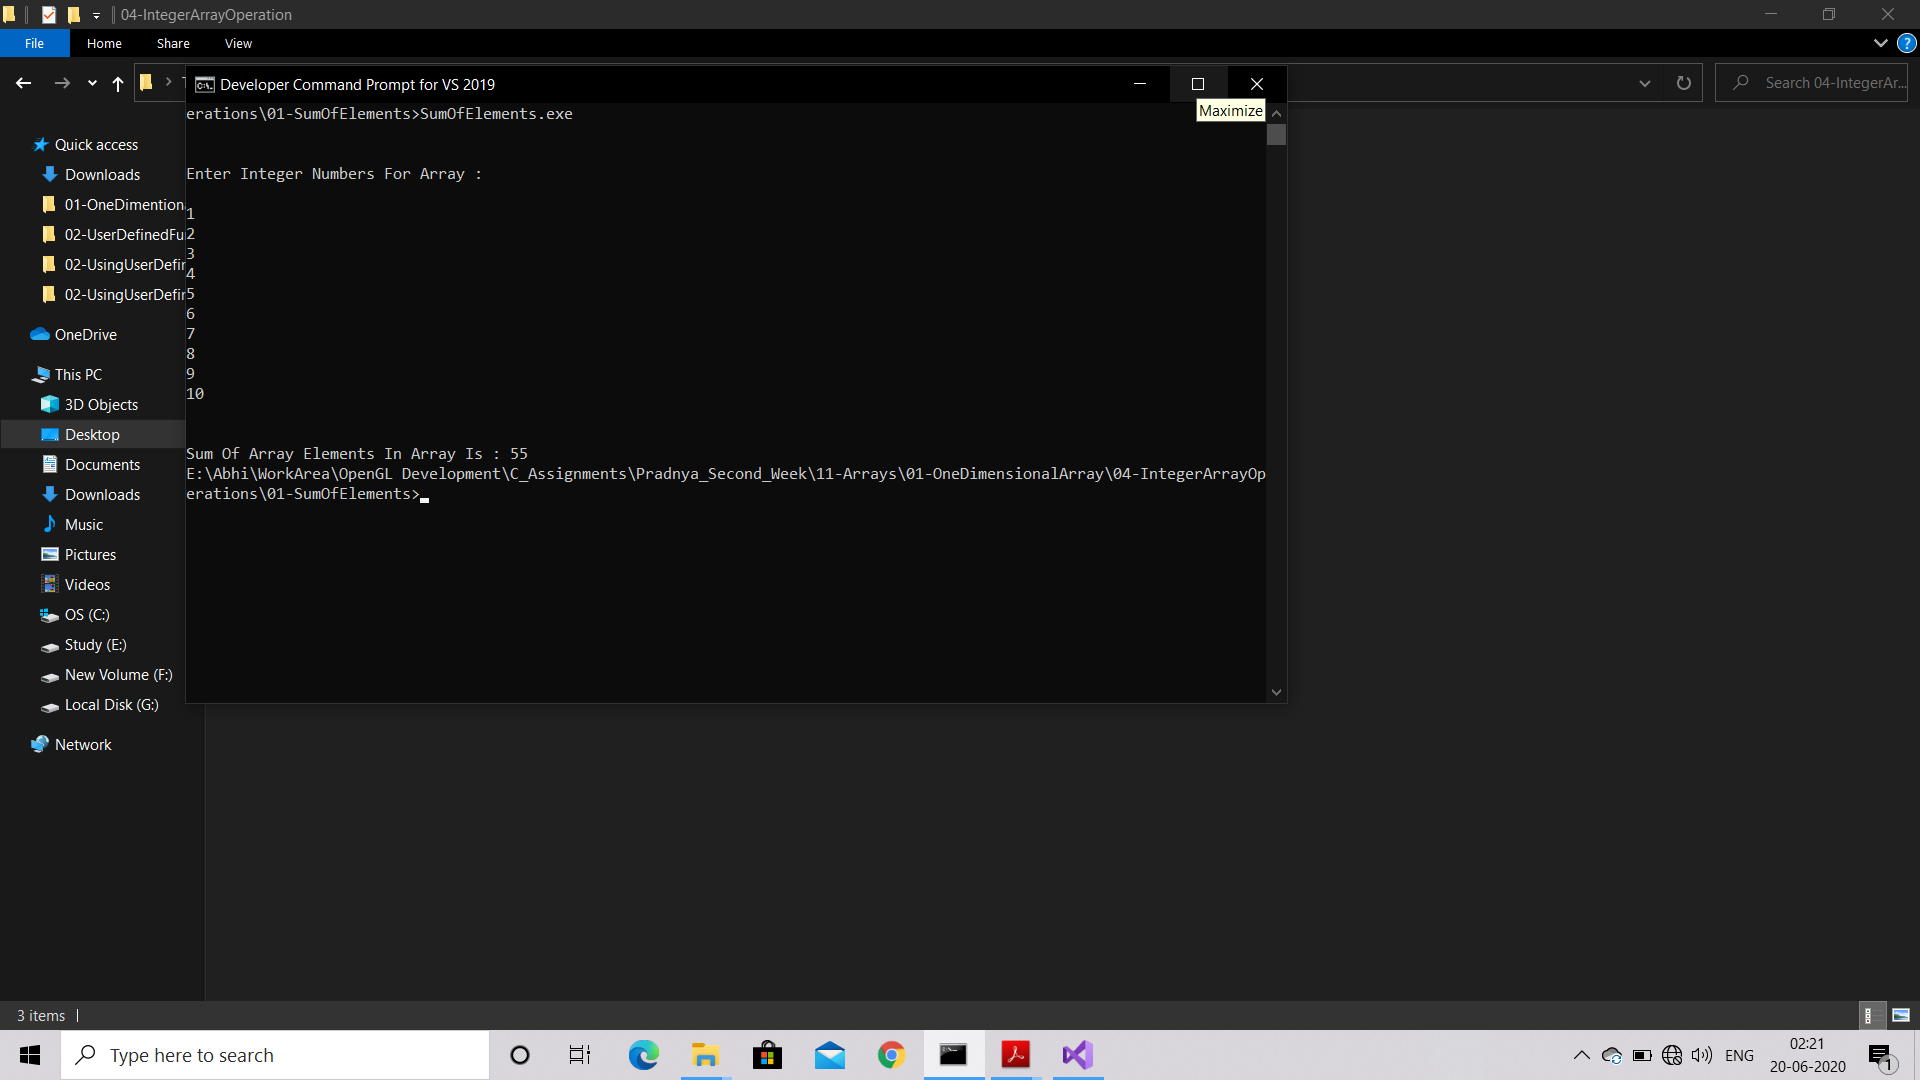 04-IntegerArrayOperation
File Home Share View
Search 04-IntegerAr...
Developer Command Prompt for VS 2019
Maximize
erations\01-SumOfElements>SumOfElements.exe
Enter Integer Numbers For Array :
1
2
3
4
5
6
7
8
9
10
Sum Of Array Elements In Array Is : 55
E:\Abhi\WorkArea\OpenGL Development\C_Assignments\Pradnya_Second_Week\11-Arrays\01-OneDimensionalArray\04-IntegerArrayOp
erations\01-SumOfElements>
Quick access
Downloads
01-OneDimention
02-UserDefinedFu
02-UsingUserDefin
02-UsingUserDefin
OneDrive
This PC
3D Objects
Desktop
Documents
Downloads
Music
Pictures
Videos
OS (C:)
Study (E:)
New Volume (F:)
Local Disk (G:)
Network
3 items
Type here to search
ENG
02:21
20-06-2020
1